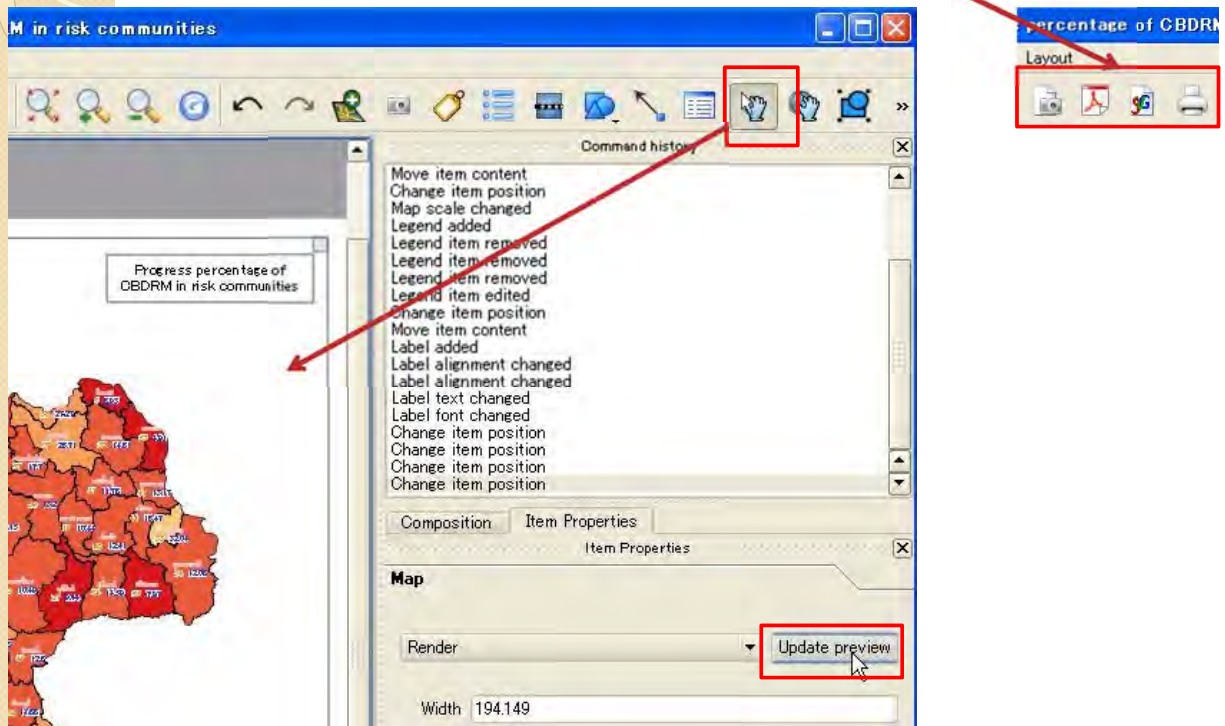 M in risk communities
percentage of CBDRM
Layout
SVG
»
Command history
Move item content
Change item position
Map scale changed
Legend added
Legend item removed
Legend item removed
Legend item removed
Legend item edited
Change item position
Move item content
Label added
Label alignment changed
Label alignment changed
Label text changed
Label font changed
Change item position
Change item position
Change item position
Change item position
Progress percentage of
CBDRM in risk communities
Composition
Item Properties
Item Properties
Map
Render
Update preview
Width
194.149